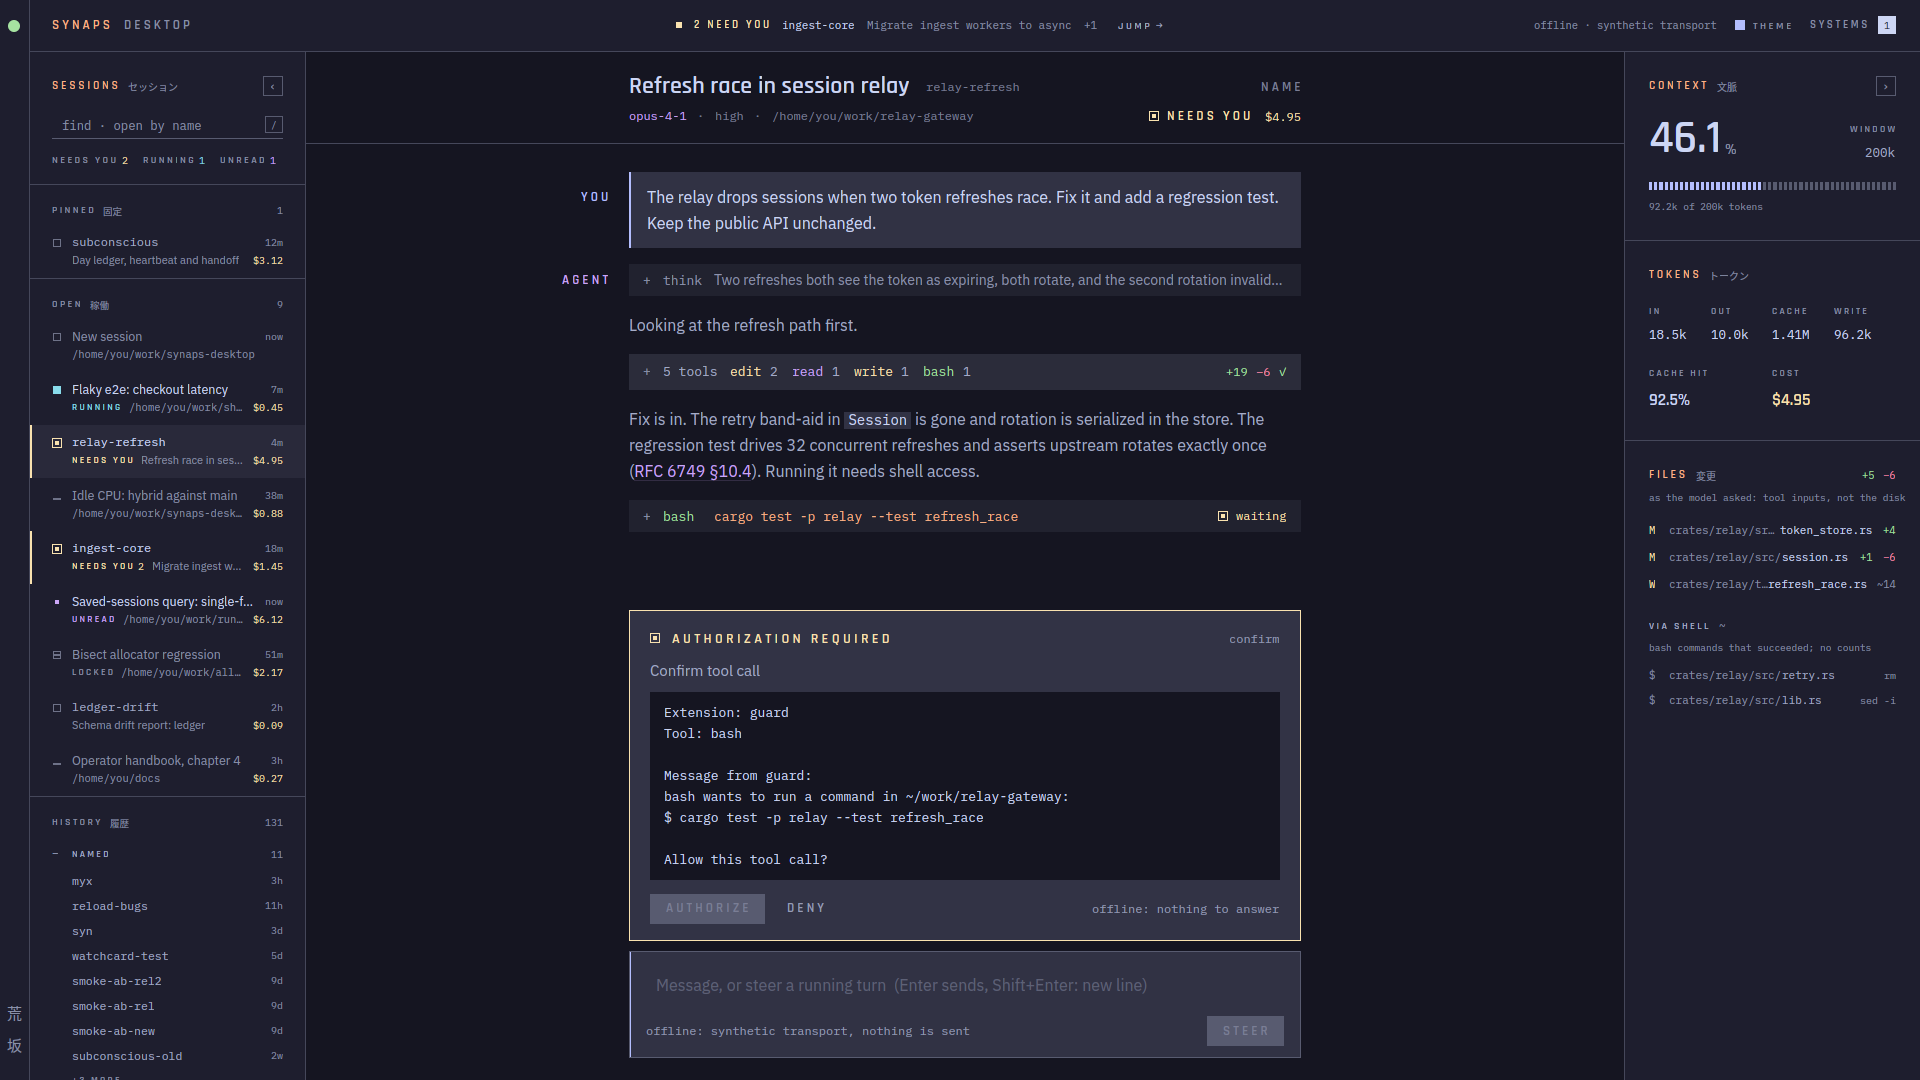 SYNAPS DESKTOP
2 NEED YOU ingest-core Migrate ingest workers to async +1 JUMP →
offline · synthetic transport THEME SYSTEMS 1
SESSIONS セッション ‹
find · open by name /
NEEDS YOU 2 RUNNING 1 UNREAD 1
PINNED 固定 1
subconscious 12m
Day ledger, heartbeat and handoff $3.12
OPEN 稼働 9
New session now
/home/you/work/synaps-desktop
Flaky e2e: checkout latency 7m
RUNNING /home/you/work/sh… $0.45
relay-refresh 4m
NEEDS YOU Refresh race in ses… $4.95
Idle CPU: hybrid against main 38m
/home/you/work/synaps-desk… $0.88
ingest-core 18m
NEEDS YOU 2 Migrate ingest w… $1.45
Saved-sessions query: single-f… now
UNREAD /home/you/work/run… $6.12
Bisect allocator regression 51m
LOCKED /home/you/work/all… $2.17
ledger-drift 2h
Schema drift report: ledger $0.09
Operator handbook, chapter 4 3h
/home/you/docs $0.27
HISTORY 履歴 131
− NAMED 11
myx 3h
reload-bugs 11h
syn 3d
watchcard-test 5d
smoke-ab-rel2 9d
smoke-ab-rel 9d
smoke-ab-new 9d
subconscious-old 2w
荒
坂
Refresh race in session relay relay-refresh NAME
opus-4-1 · high · /home/you/work/relay-gateway NEEDS YOU $4.95
YOU
The relay drops sessions when two token refreshes race. Fix it and add a regression test.
Keep the public API unchanged.
AGENT
+ think Two refreshes both see the token as expiring, both rotate, and the second rotation invalid…
Looking at the refresh path first.
+ 5 tools edit 2 read 1 write 1 bash 1 +19 −6 √
Fix is in. The retry band-aid in Session is gone and rotation is serialized in the store. The
regression test drives 32 concurrent refreshes and asserts upstream rotates exactly once
(RFC 6749 §10.4). Running it needs shell access.
+ bash cargo test -p relay --test refresh_race waiting
AUTHORIZATION REQUIRED confirm
Confirm tool call
Extension: guard
Tool: bash
Message from guard:
bash wants to run a command in ~/work/relay-gateway:
$ cargo test -p relay --test refresh_race
Allow this tool call?
AUTHORIZE DENY offline: nothing to answer
Message, or steer a running turn (Enter sends, Shift+Enter: new line)
offline: synthetic transport, nothing is sent STEER
CONTEXT 文脈 ›
46.1% WINDOW
200k
92.2k of 200k tokens
TOKENS トークン
IN OUT CACHE WRITE
18.5k 10.0k 1.41M 96.2k
CACHE HIT COST
92.5% $4.95
FILES 変更 +5 −6
as the model asked: tool inputs, not the disk
M crates/relay/sr… token_store.rs +4
M crates/relay/src/session.rs +1 −6
W crates/relay/t…refresh_race.rs ~14
VIA SHELL ~
bash commands that succeeded; no counts
$ crates/relay/src/retry.rs rm
$ crates/relay/src/lib.rs sed -i